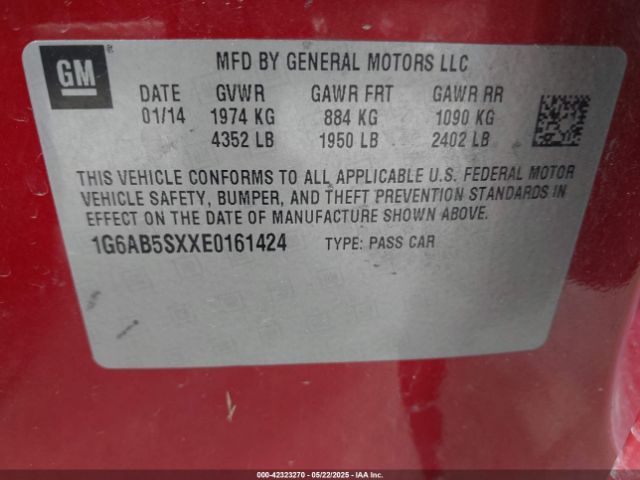 GM
MFD BY GENERAL MOTORS LLC
DATE GVWR GAWR FRT GAWR RR
01/14 1974 KG 884 KG 1090 KG
4352 LB 1950 LB 2402 LB
THIS VEHICLE CONFORMS TO ALL APPLICABLE U.S. FEDERAL MOTOR
VEHICLE SAFETY, BUMPER, AND THEFT PREVENTION STANDARDS IN
EFFECT ON THE DATE OF MANUFACTURE SHOWN ABOVE.
1G6AB5SXXE0161424 TYPE: PASS CAR
000-42323270 - 05/22/2025 - IAAI.COM